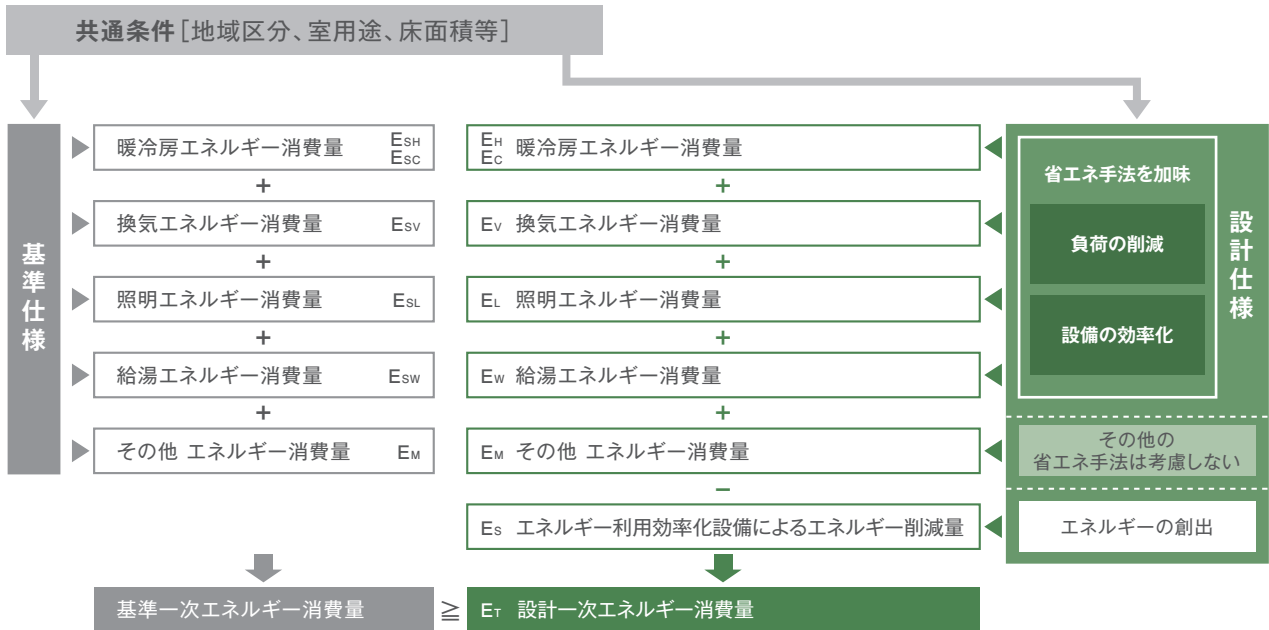 共通条件[地域区分、室用途、床面積等]
基準仕様
暖冷房エネルギー消費量 ESH ESC
+
換気エネルギー消費量 ESV
+
照明エネルギー消費量 ESL
+
給湯エネルギー消費量 ESW
+
その他 エネルギー消費量 EM
基準一次エネルギー消費量
≧
EH EC 暖冷房エネルギー消費量
+
EV 換気エネルギー消費量
+
EL 照明エネルギー消費量
+
EW 給湯エネルギー消費量
+
EM その他 エネルギー消費量
−
ES エネルギー利用効率化設備によるエネルギー削減量
ET 設計一次エネルギー消費量
設計仕様
省エネ手法を加味
負荷の削減
設備の効率化
その他の
省エネ手法は考慮しない
エネルギーの創出